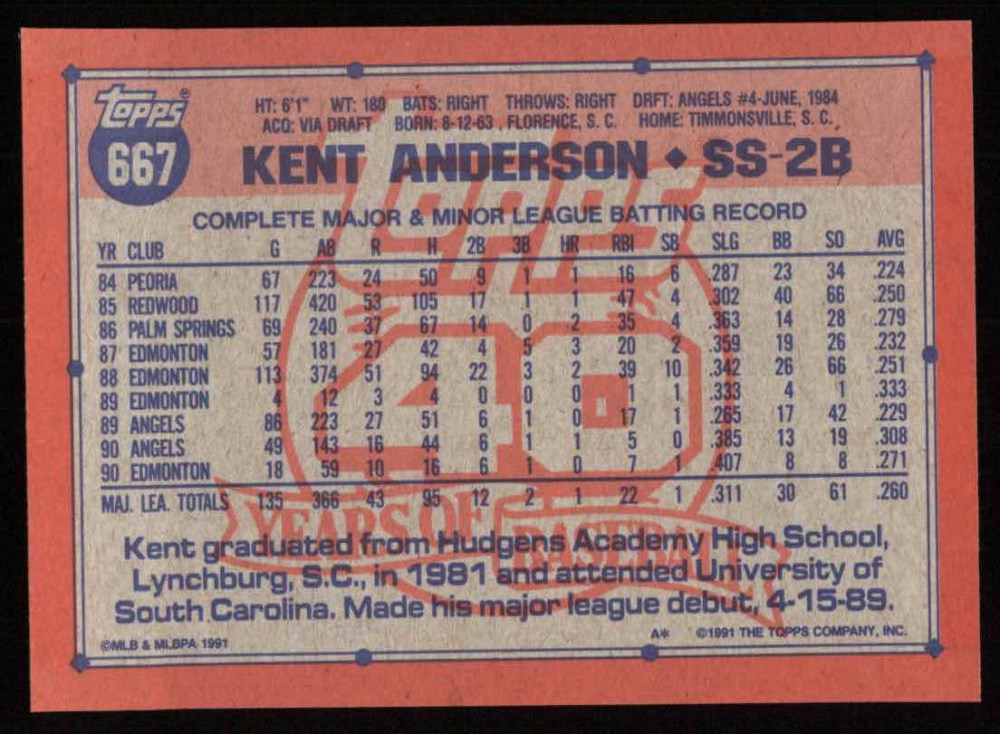 Topps®
667
HT: 6'1" WT: 180 BATS: RIGHT THROWS: RIGHT DRFT: ANGELS #4-JUNE, 1984
ACQ: VIA DRAFT BORN: 8-12-63, FLORENCE, S. C. HOME: TIMMONSVILLE, S. C.
KENT ANDERSON ◆ SS-2B
COMPLETE MAJOR & MINOR LEAGUE BATTING RECORD
YR CLUB G AB R H 2B 3B HR RBI SB SLG BB SO AVG
84 PEORIA 67 223 24 50 9 1 1 16 6 .287 23 34 .224
85 REDWOOD 117 420 53 105 17 1 1 47 4 .302 40 66 .250
86 PALM SPRINGS 69 240 37 67 14 0 2 35 4 .363 14 28 .279
87 EDMONTON 57 181 27 42 4 5 3 20 2 .359 19 26 .232
88 EDMONTON 113 374 51 94 22 3 2 39 10 .342 26 66 .251
89 EDMONTON 4 12 3 4 0 0 0 1 1 .333 4 1 .333
89 ANGELS 86 223 27 51 6 1 0 17 1 .265 17 42 .229
90 ANGELS 49 143 16 44 6 1 1 5 0 .385 13 19 .308
90 EDMONTON 18 59 10 16 6 1 0 7 1 .407 8 8 .271
MAJ. LEA. TOTALS 135 366 43 95 12 2 1 22 1 .311 30 61 .260
Topps
40
YEARS OF BASEBALL
Kent graduated from Hudgens Academy High School,
Lynchburg, S.C., in 1981 and attended University of
South Carolina. Made his major league debut, 4-15-89.
©MLB & MLBPA 1991 A* ©1991 THE TOPPS COMPANY, INC.